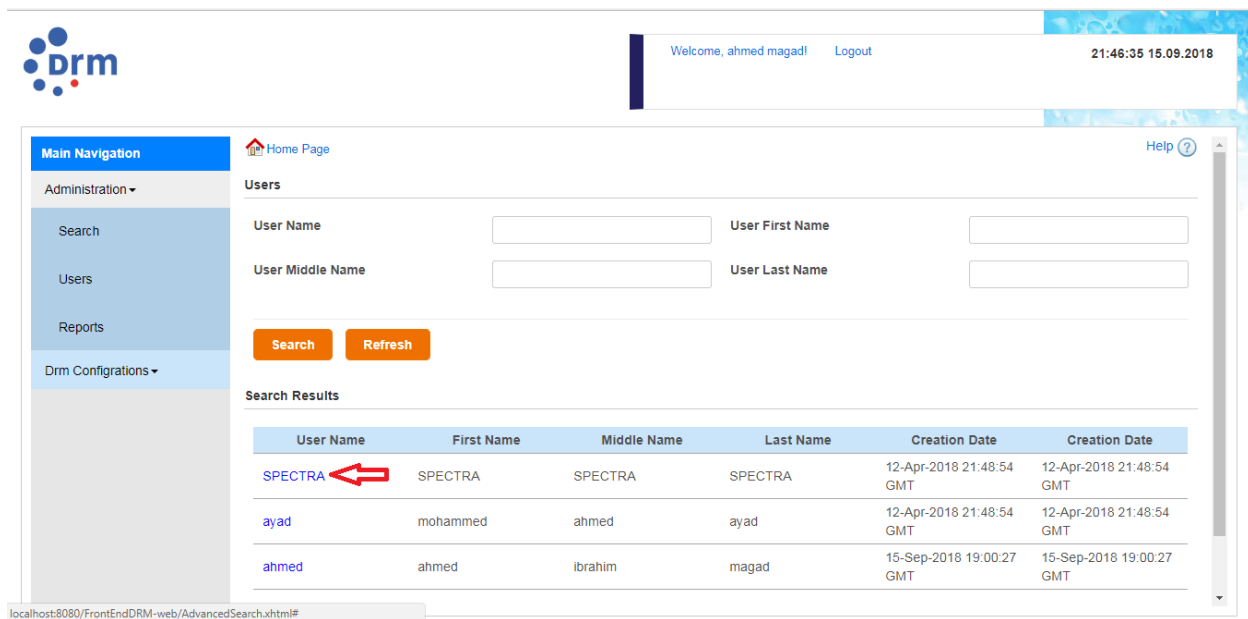 Drm
Welcome, ahmed magad! Logout
21:46:35 15.09.2018
Main Navigation
Administration
Search
Users
Reports
Drm Configrations
Home Page
Help ?
Users
User Name
User First Name
User Middle Name
User Last Name
Search Refresh
Search Results
User Name First Name Middle Name Last Name Creation Date Creation Date
SPECTRA SPECTRA SPECTRA SPECTRA 12-Apr-2018 21:48:54 12-Apr-2018 21:48:54
GMT GMT
ayad mohammed ahmed ayad 12-Apr-2018 21:48:54 12-Apr-2018 21:48:54
GMT GMT
ahmed ahmed ibrahim magad 15-Sep-2018 19:00:27 15-Sep-2018 19:00:27
GMT GMT
localhost:8080/FrontEndDRM-web/AdvancedSearch.xhtml#